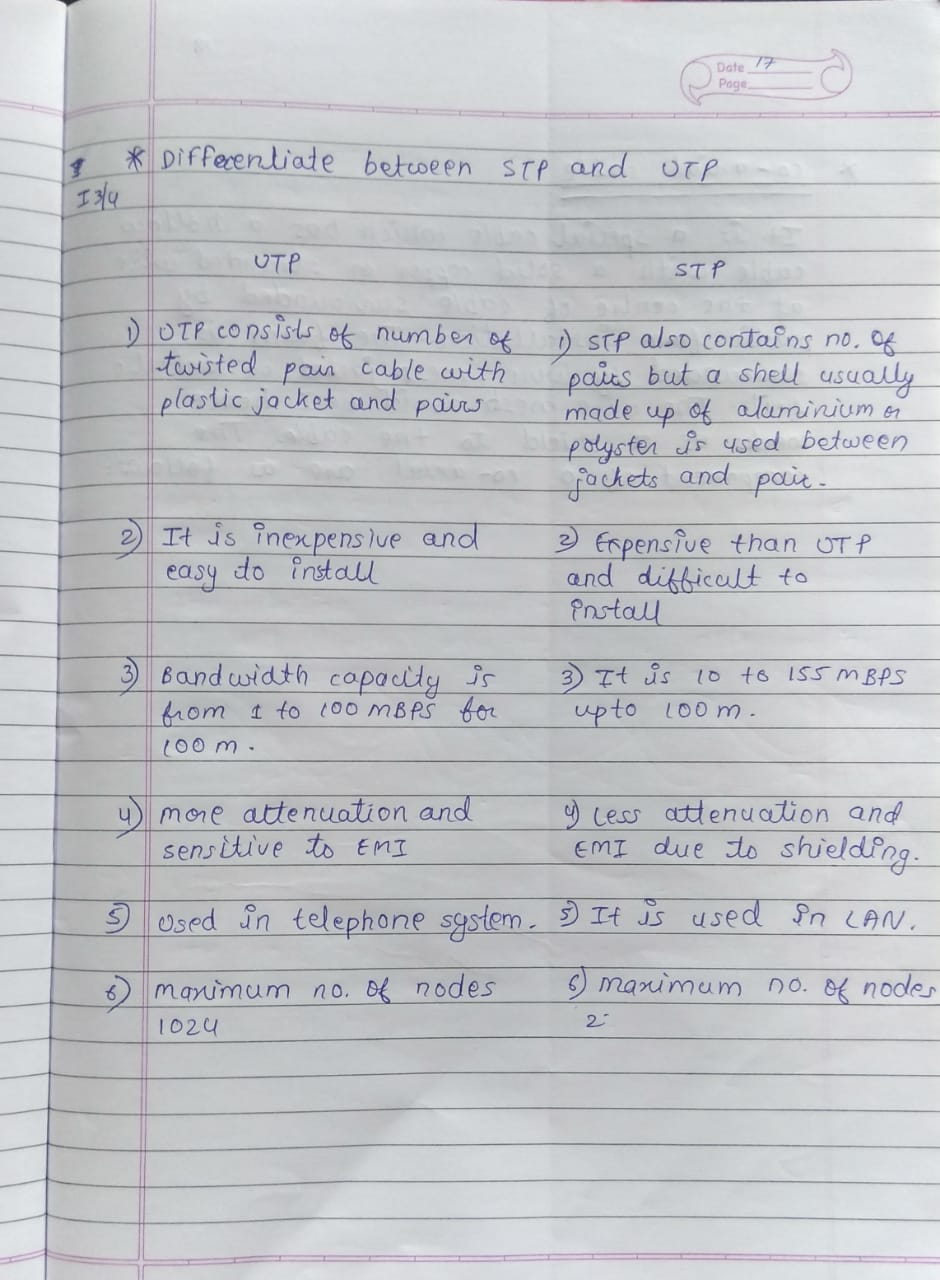 Date 17
Page
* Differentiate between STP and UTP
I 3/4
UTP
STP
1) UTP consists of number of
twisted pair cable with
plastic jacket and pairs
1) STP also contains no. of
pairs but a shell usually
made up of aluminium or
polyster is used between
jackets and pair.
2) It is inexpensive and
easy to install
2) Expensive than UTP
and difficult to
install
3) Bandwidth capacity is
from 1 to 100 MBPS for
100 m.
3) It is 10 to 155 MBPS
upto 100 m.
4) more attenuation and
sensitive to EMI
4) Less attenuation and
EMI due to shielding.
5) Used in telephone system.
5) It is used in LAN.
6) maximum no. of nodes
1024
6) maximum no. of nodes
2